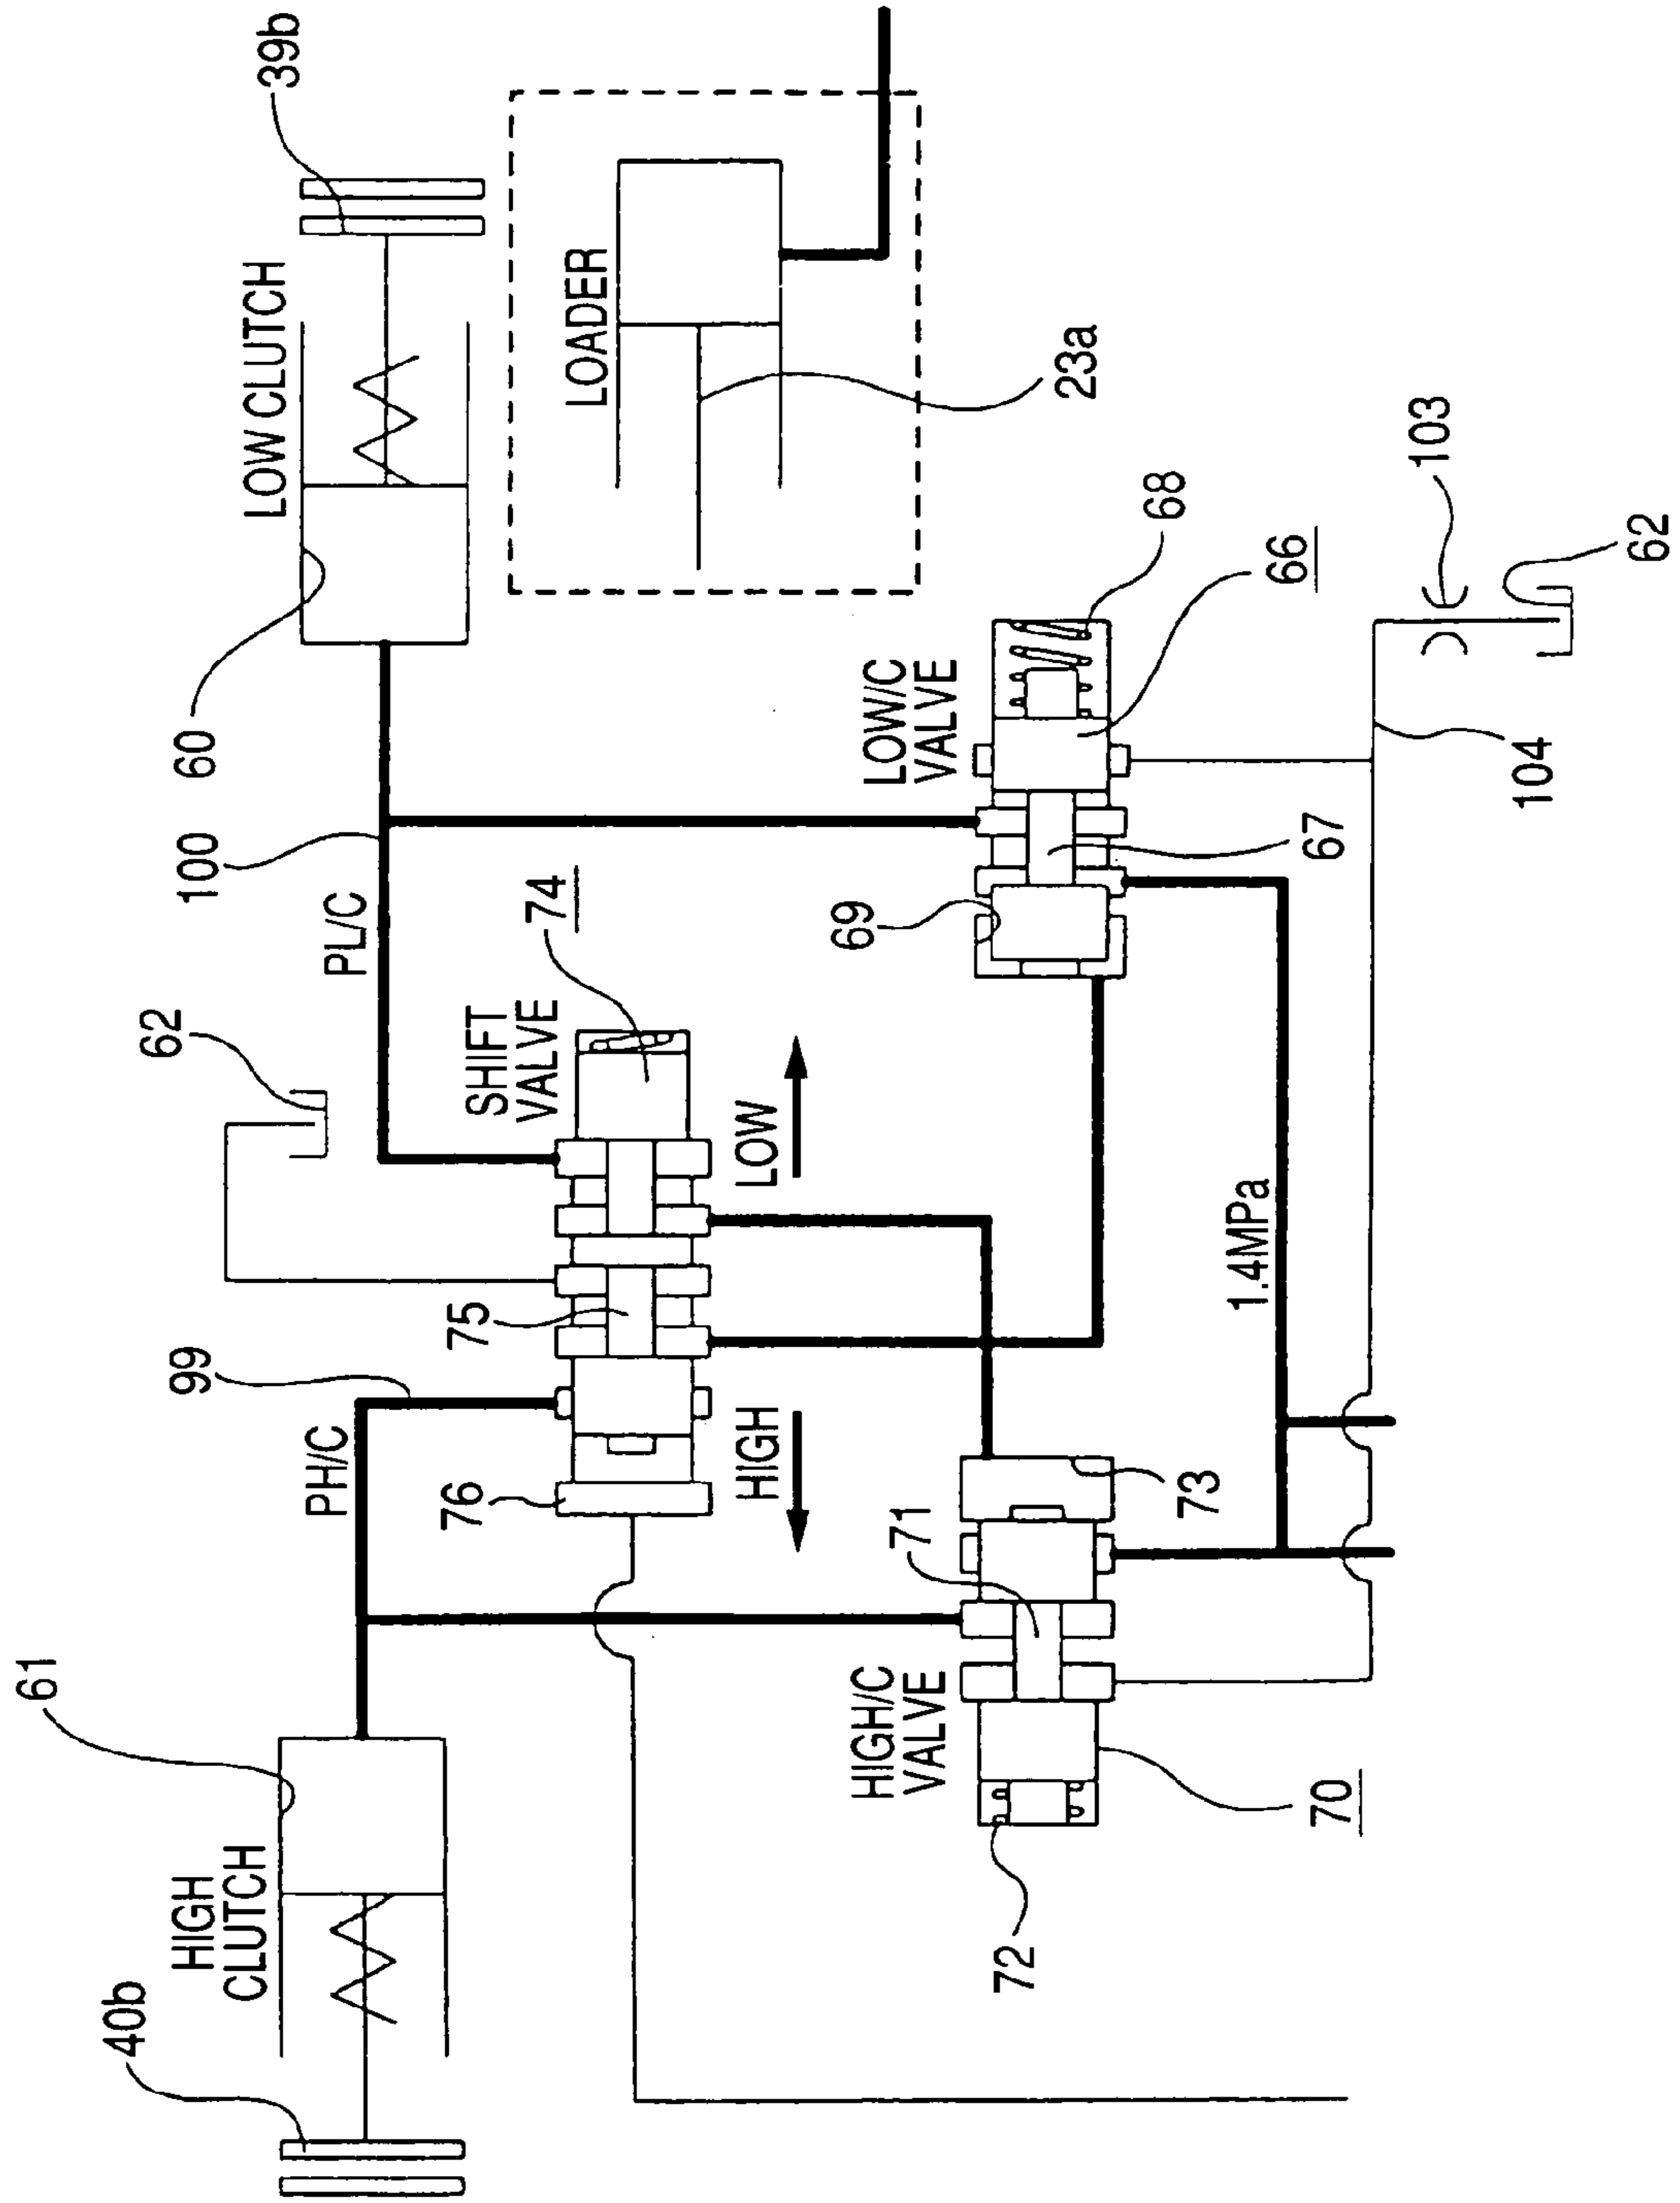 40b
HIGH
CLUTCH
61
PH/C
99
62
PL/C
100
60
LOW CLUTCH
39b
76
75
SHIFT
VALVE
74
HIGH
LOW
LOADER
23a
72
HIGH/C
VALVE
71
70
73
69
LOW/C
VALVE
67
66
68
1.4MPa
104
103
62